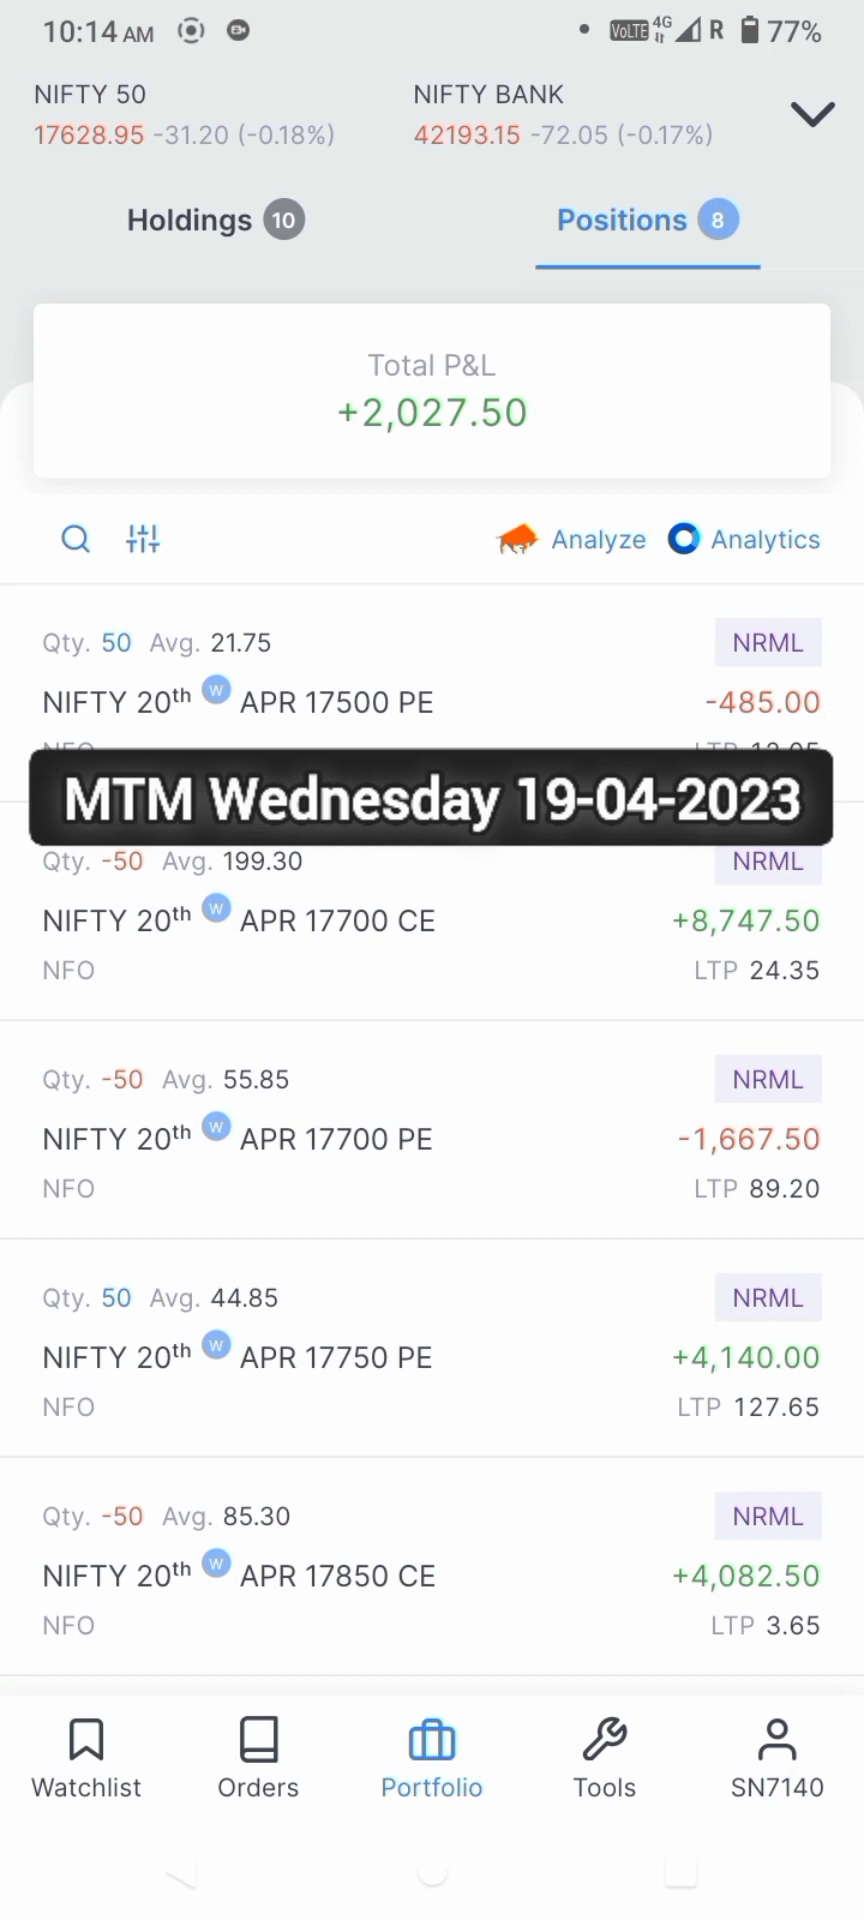 10:14 AM VoLTE 4G R 77%
NIFTY 50 NIFTY BANK
17628.95 -31.20 (-0.18%) 42193.15 -72.05 (-0.17%)
Holdings 10 Positions 8
Total P&L
+2,027.50
Analyze Analytics
Qty. 50 Avg. 21.75 NRML
NIFTY 20th W APR 17500 PE -485.00
NFO LTP 12.05
MTM Wednesday 19-04-2023
Qty. -50 Avg. 199.30 NRML
NIFTY 20th W APR 17700 CE +8,747.50
NFO LTP 24.35
Qty. -50 Avg. 55.85 NRML
NIFTY 20th W APR 17700 PE -1,667.50
NFO LTP 89.20
Qty. 50 Avg. 44.85 NRML
NIFTY 20th W APR 17750 PE +4,140.00
NFO LTP 127.65
Qty. -50 Avg. 85.30 NRML
NIFTY 20th W APR 17850 CE +4,082.50
NFO LTP 3.65
Watchlist Orders Portfolio Tools SN7140